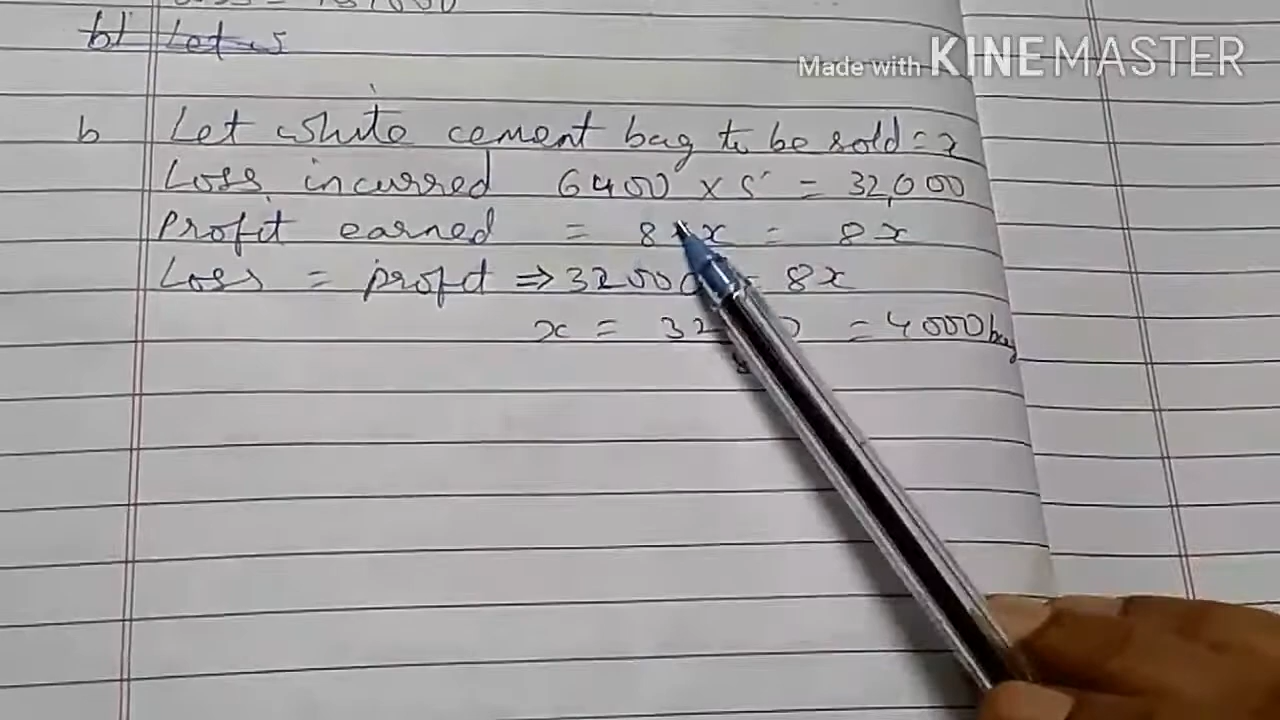 Made with KINEMASTER
b) Let us
b Let white cement bag to be sold = x
Loss incurred 6400 × 5 = 32,000
Profit earned = 8 × x = 8x
Loss = profit ⇒ 32000 = 8x
x = = 4000 bag